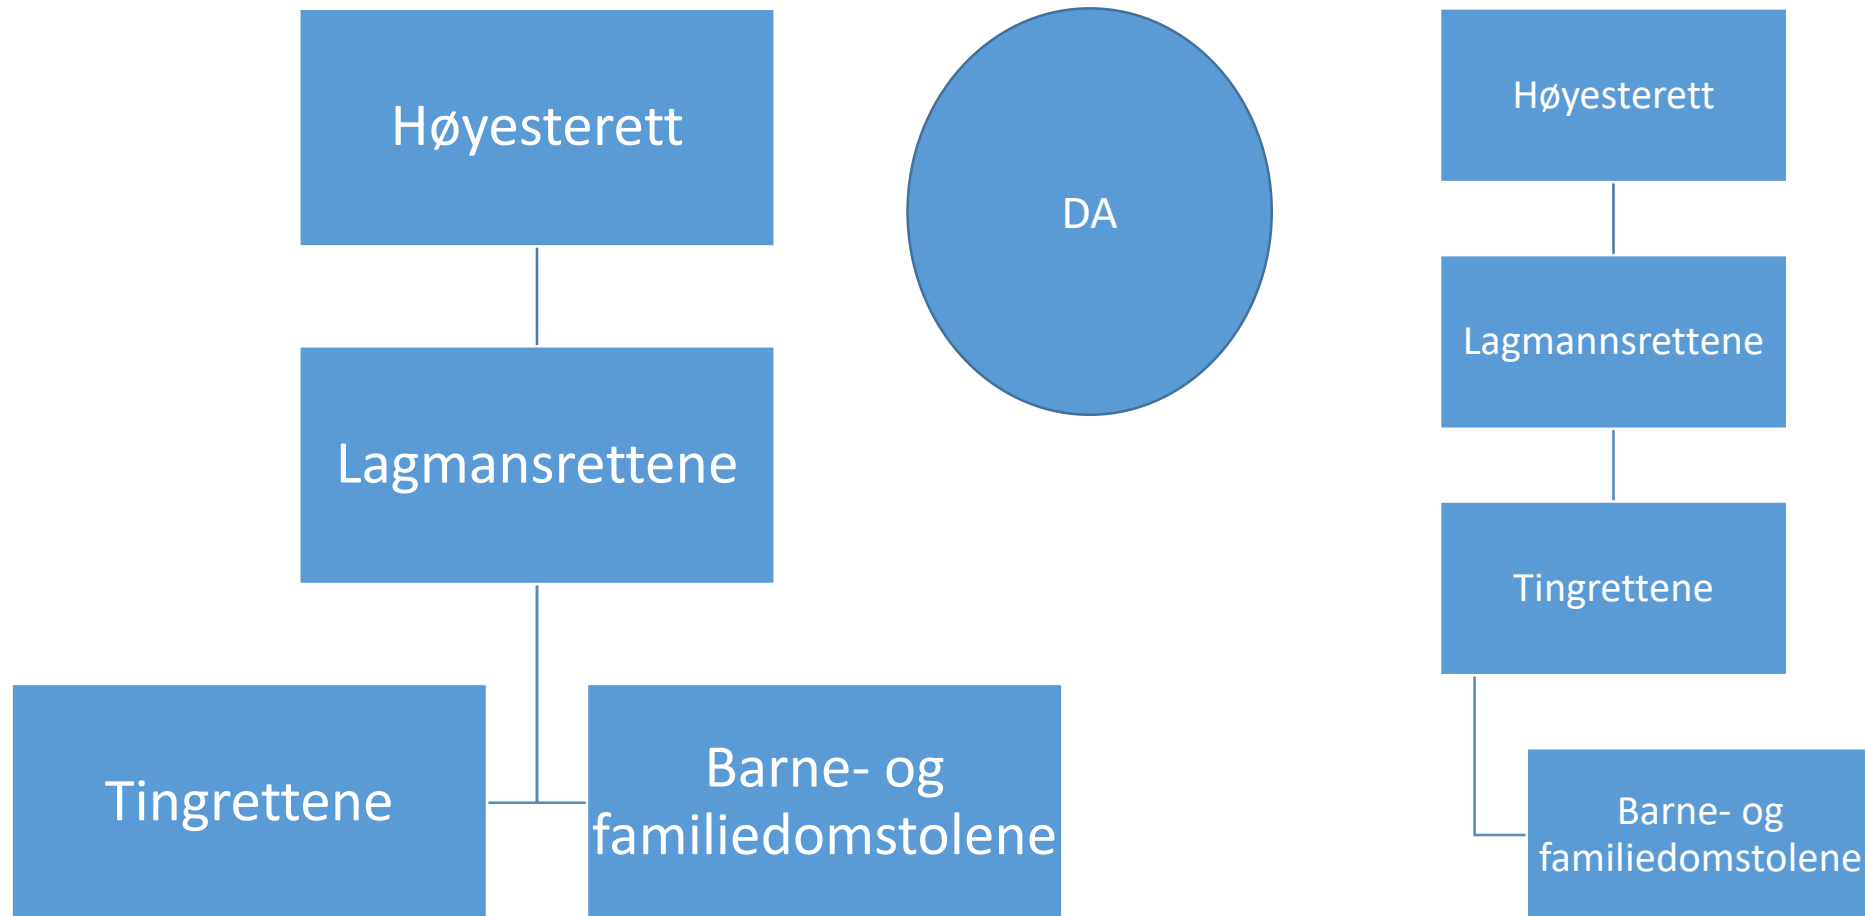 Høyesterett
Lagmansrettene
Tingrettene
Barne- og
familiedomstolene
DA
Høyesterett
Lagmannsrettene
Tingrettene
Barne- og
familiedomstolene